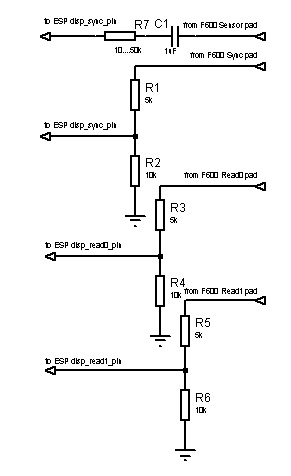 to ESP disp_sync_pin
R7
C1
from F600 Sensor pad
10....50k
1uF
from F600 Sync pad
R1
5k
to ESP disp_sync_pin
R2
10k
from F600 Read0 pad
R3
5k
to ESP disp_read0_pin
R4
10k
from F600 Read1 pad
R5
5k
to ESP disp_read1_pin
R6
10k